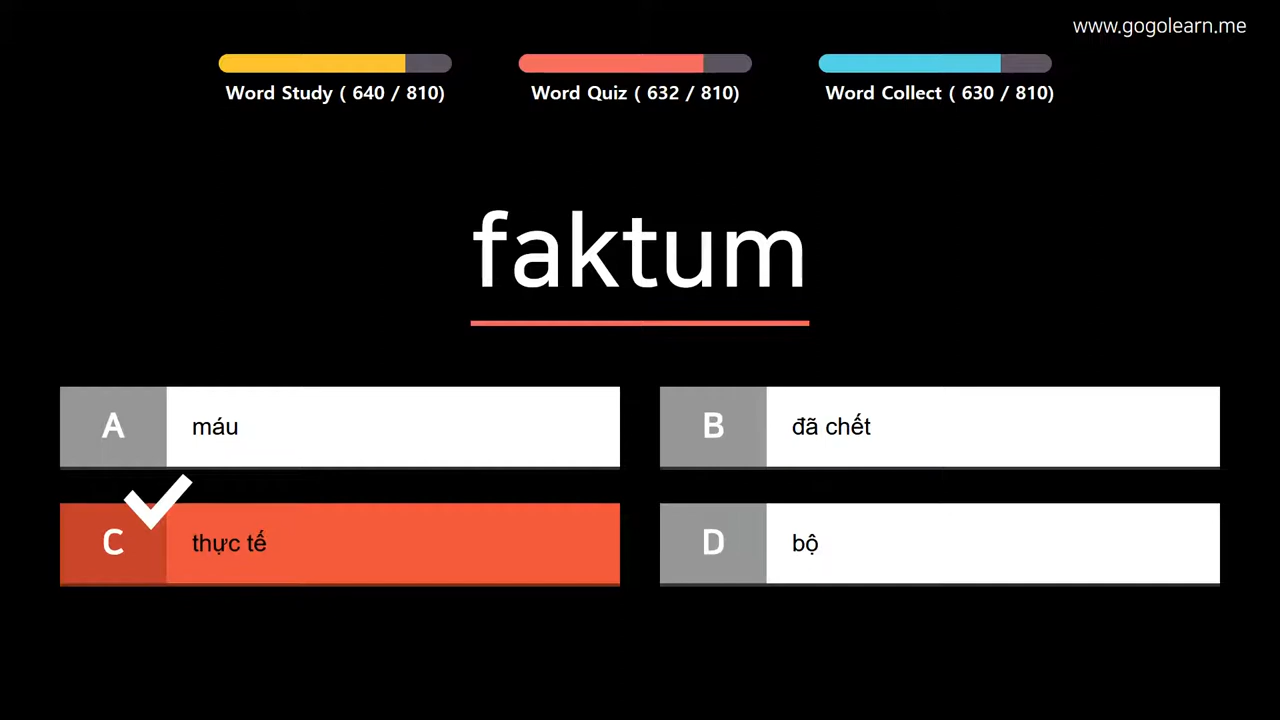 www.gogolearn.me
Word Study ( 640 / 810)
Word Quiz ( 632 / 810)
Word Collect ( 630 / 810)
faktum
A
máu
B
đã chết
C
thực tế
D
bộ